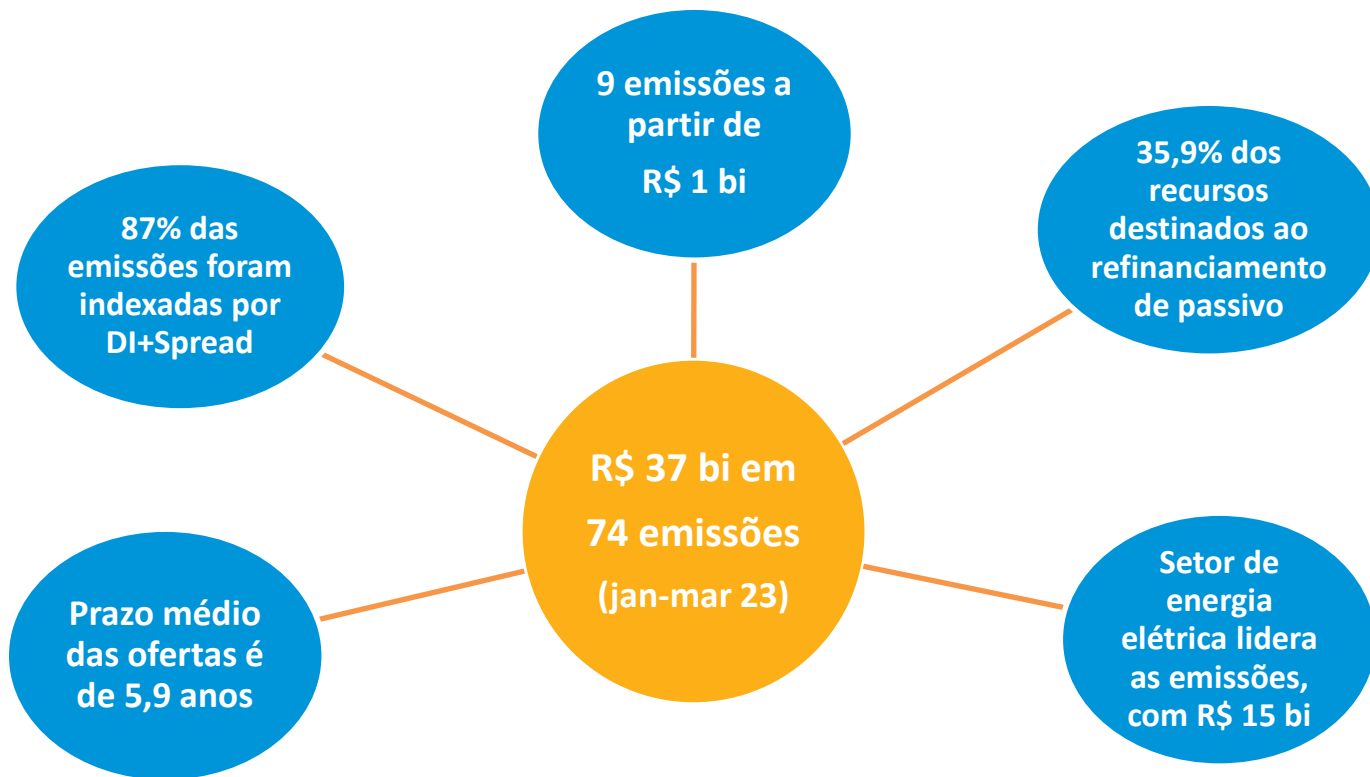 9 emissões a
partir de
R$ 1 bi
35,9% dos
recursos
destinados ao
refinanciamento
de passivo
87% das
emissões foram
indexadas por
DI+Spread
R$ 37 bi em
74 emissões
(jan-mar 23)
Prazo médio
das ofertas é
de 5,9 anos
Setor de
energia
elétrica lidera
as emissões,
com R$ 15 bi